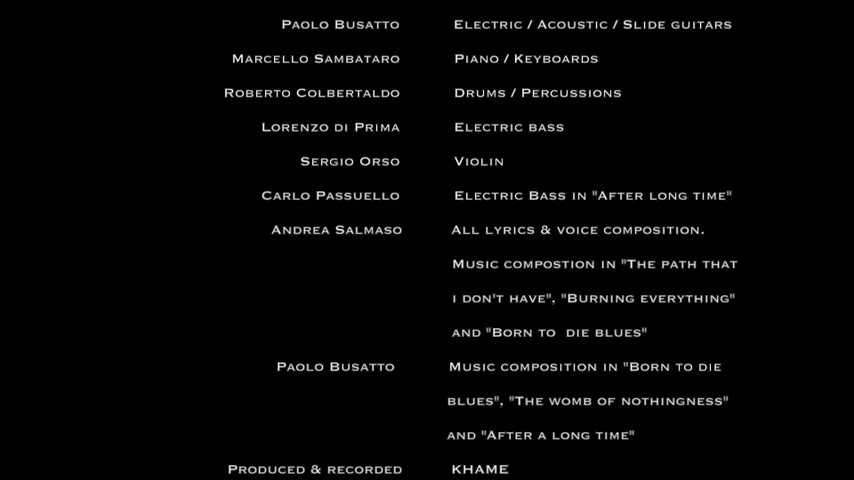 Paolo Busatto Electric / Acoustic / Slide guitars
Marcello Sambataro Piano / Keyboards
Roberto Colbertaldo Drums / Percussions
Lorenzo di Prima Electric bass
Sergio Orso Violin
Carlo Passuello Electric Bass in "After long time"
Andrea Salmaso All lyrics & voice composition.
Music compostion in "The path that
i don't have", "Burning everything"
and "Born to die blues"
Paolo Busatto Music composition in "Born to die
blues", "The womb of nothingness"
and "After a long time"
Produced & recorded KHAME